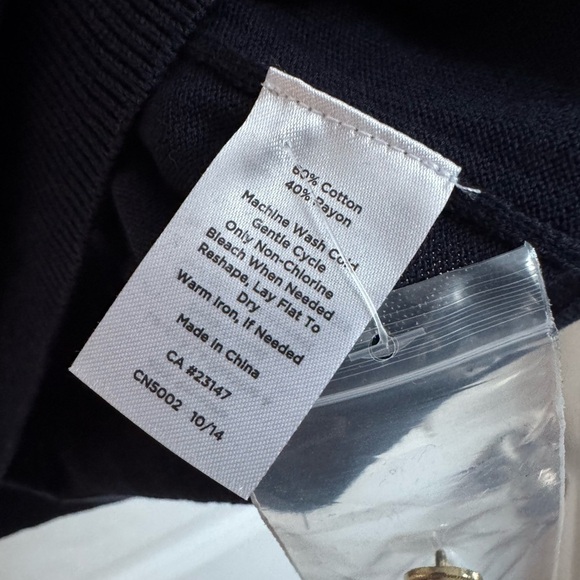 60% Cotton
40% Rayon
Machine Wash Cold
Gentle Cycle
Only Non-Chlorine
Bleach When Needed
Reshape, Lay Flat To
Dry
Warm Iron, if Needed
Made in China
CA #23147
CN5002 10/14